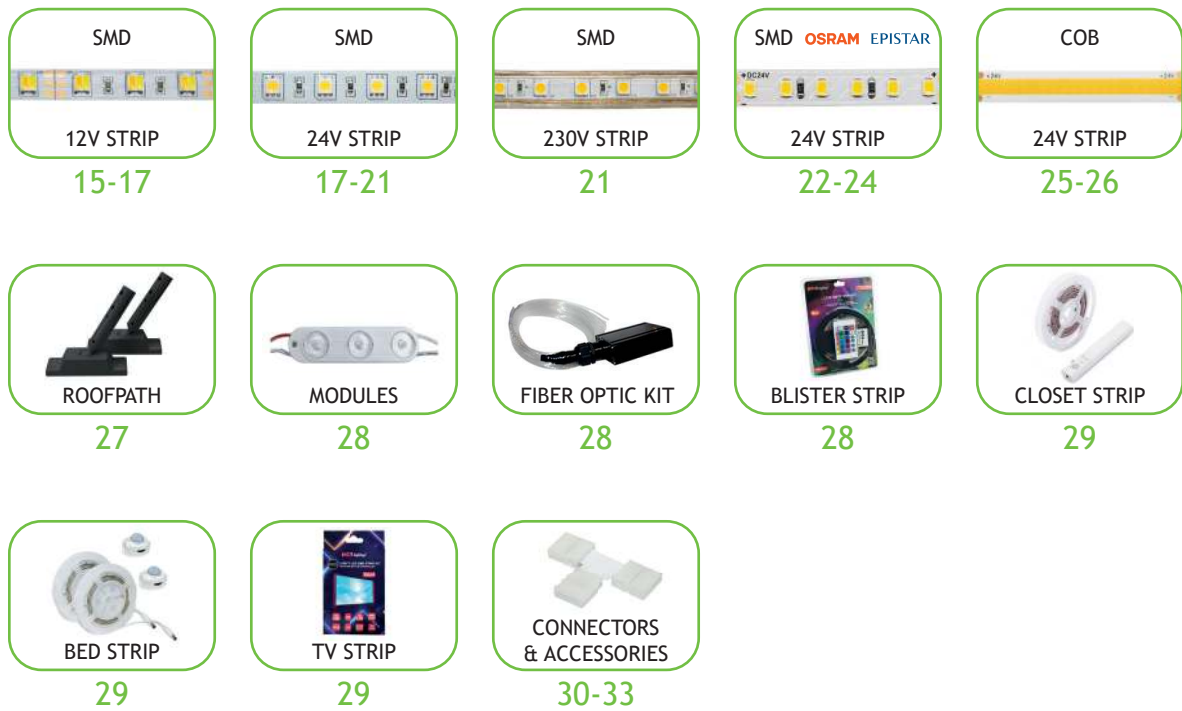 SMD
12V STRIP
15-17
SMD
24V STRIP
17-21
SMD
230V STRIP
21
SMD OSRAM EPISTAR
+DC24V
24V STRIP
22-24
COB
+24V
-24V
24V STRIP
25-26
ROOFPATH
27
MODULES
28
FIBER OPTIC KIT
28
BLISTER STRIP
28
CLOSET STRIP
29
BED STRIP
29
TV STRIP
29
CONNECTORS
& ACCESSORIES
30-33